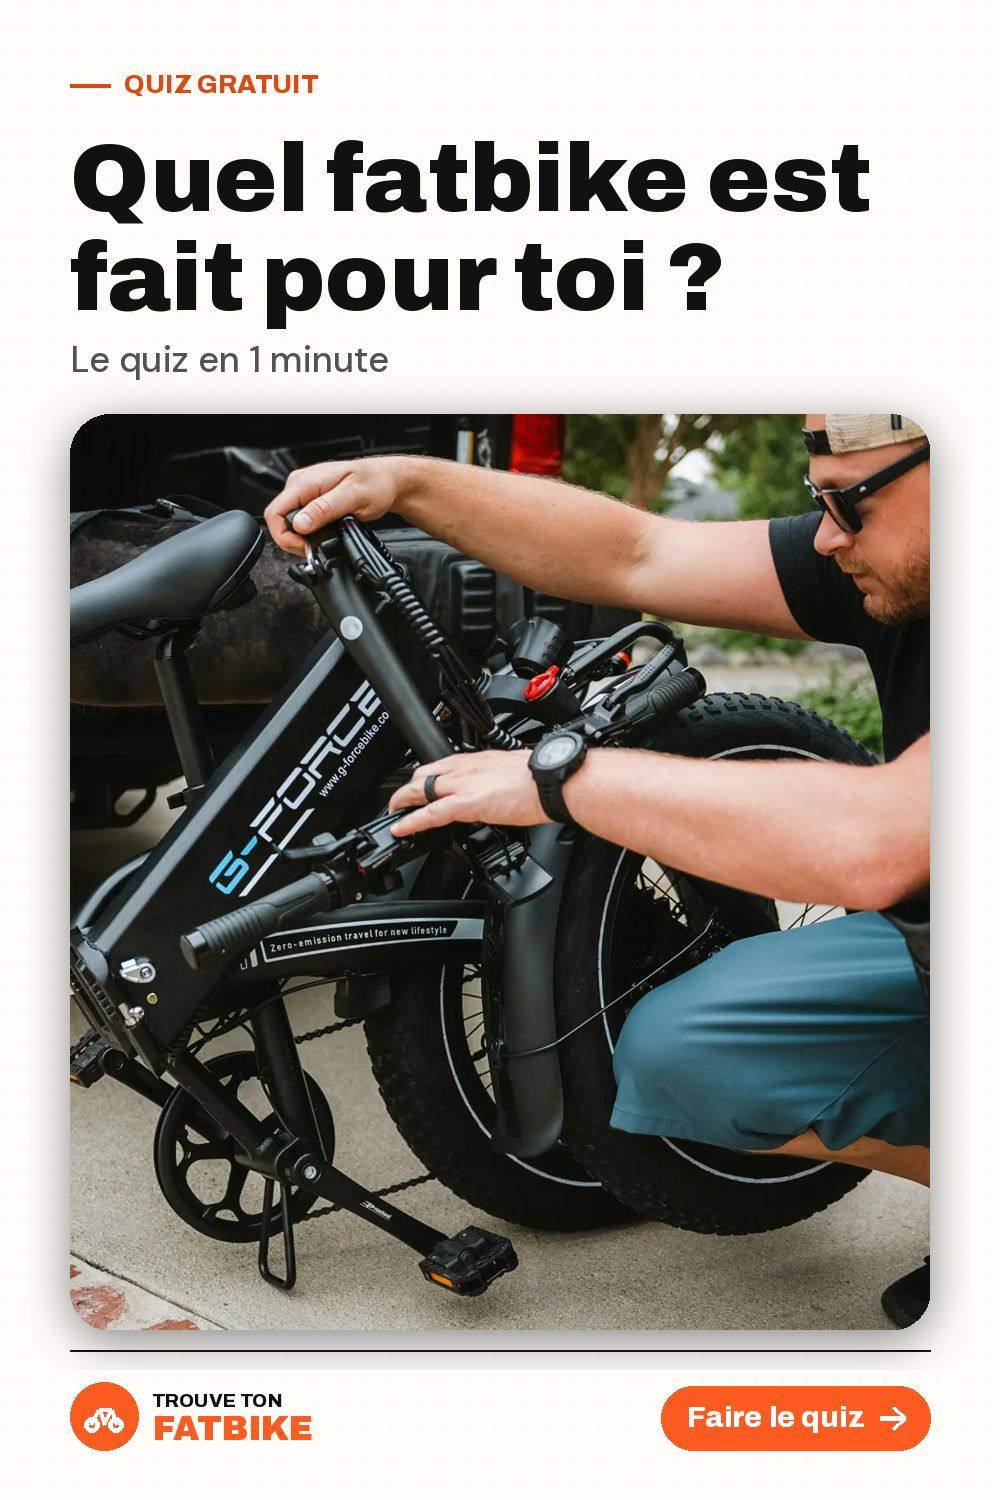 QUIZ GRATUIT
Quel fatbike est
fait pour toi ?
Le quiz en 1 minute
G-FORCE
www.g-forcebike.co
Zero-emission travel for new lifestyle
TROUVE TON
FATBIKE
Faire le quiz